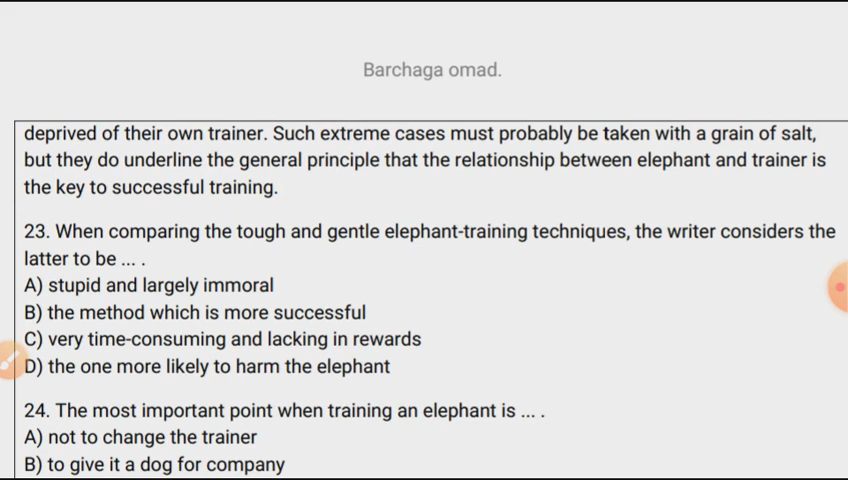 Barchaga omad.
deprived of their own trainer. Such extreme cases must probably be taken with a grain of salt,
but they do underline the general principle that the relationship between elephant and trainer is
the key to successful training.
23. When comparing the tough and gentle elephant-training techniques, the writer considers the
latter to be ... .
A) stupid and largely immoral
B) the method which is more successful
C) very time-consuming and lacking in rewards
D) the one more likely to harm the elephant
24. The most important point when training an elephant is ... .
A) not to change the trainer
B) to give it a dog for company